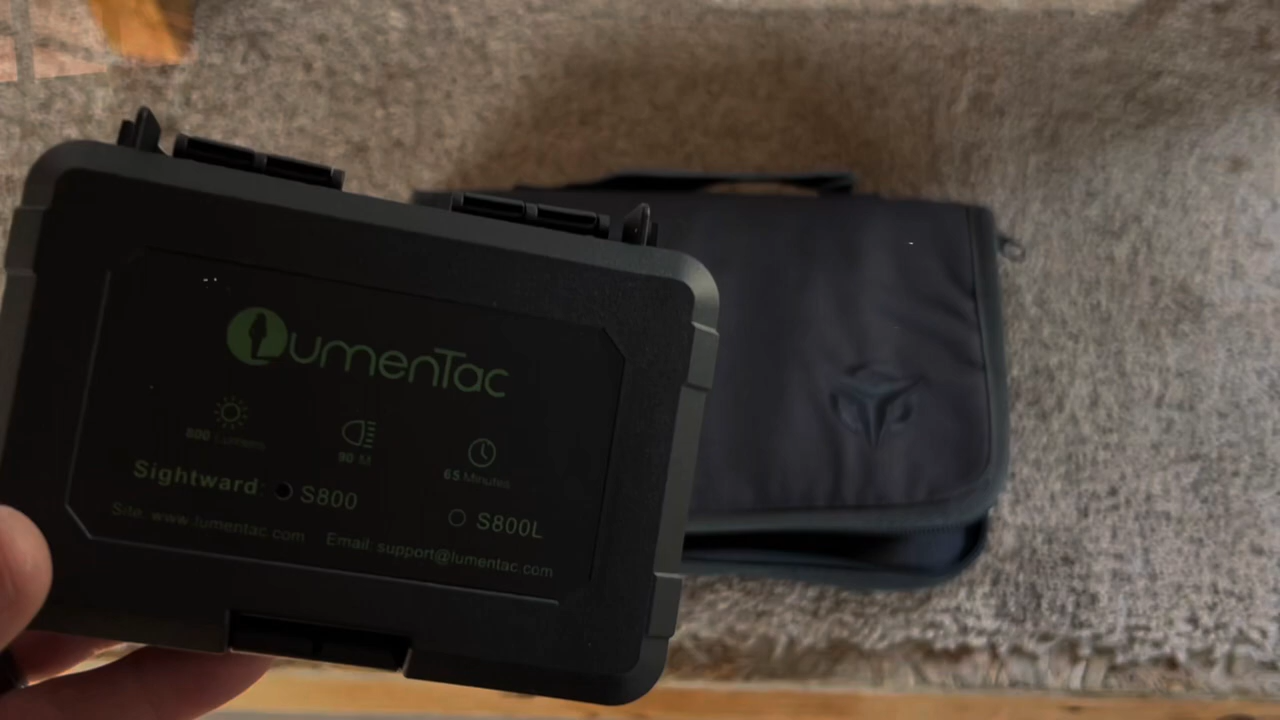 LumenTac
800 Lumens
90 M
65 Minutes
Sightward: S800
S800L
Site: www.lumentac.com Email: support@lumentac.com